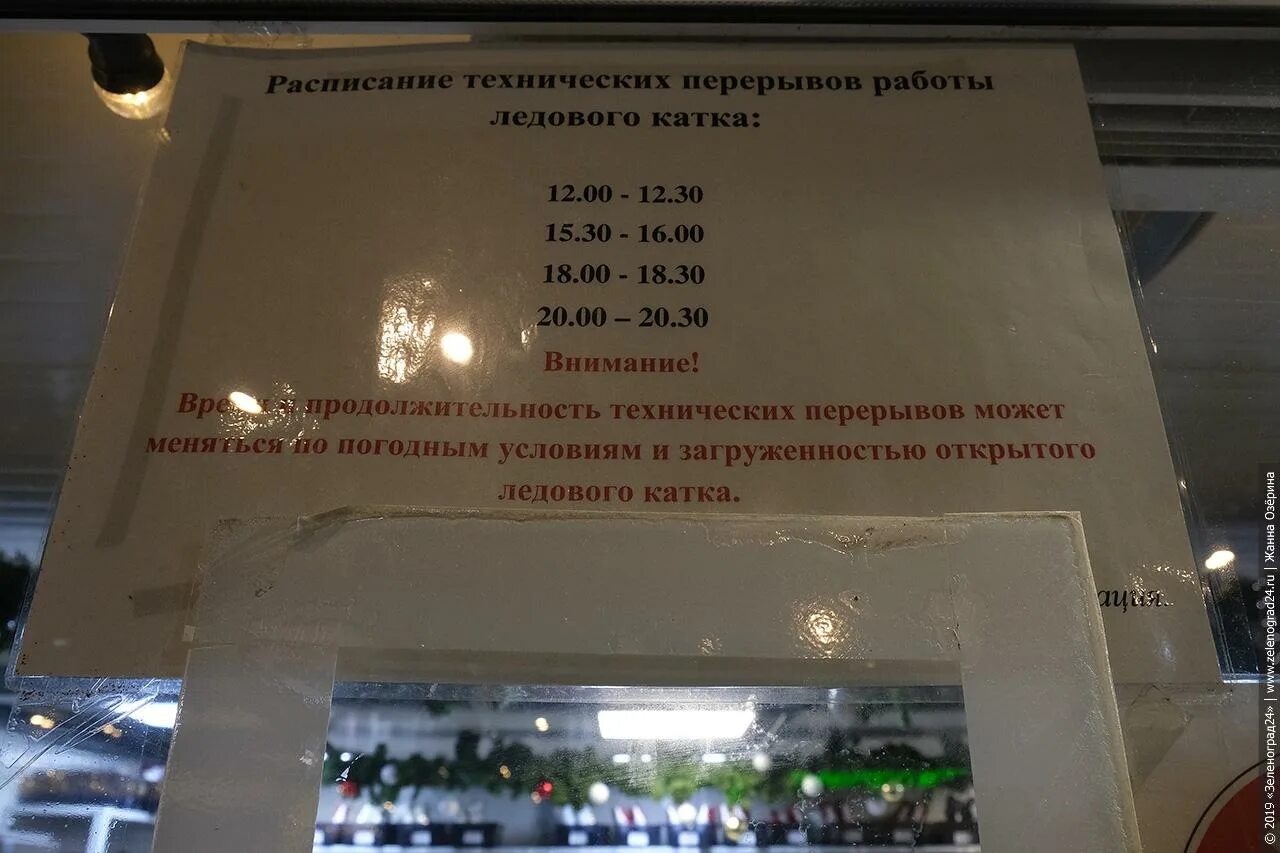 Расписание технических перерывов работы
ледового катка:
12.00 - 12.30
15.30 - 16.00
18.00 - 18.30
20.00 – 20.30
Внимание!
и продолжительность технических перерывов может
меняться по погодным условиям и загруженностью открытого
ледового катка.
© 2019 «Зеленоград24» | www.zelenograd24.ru | Жанна Озёрина